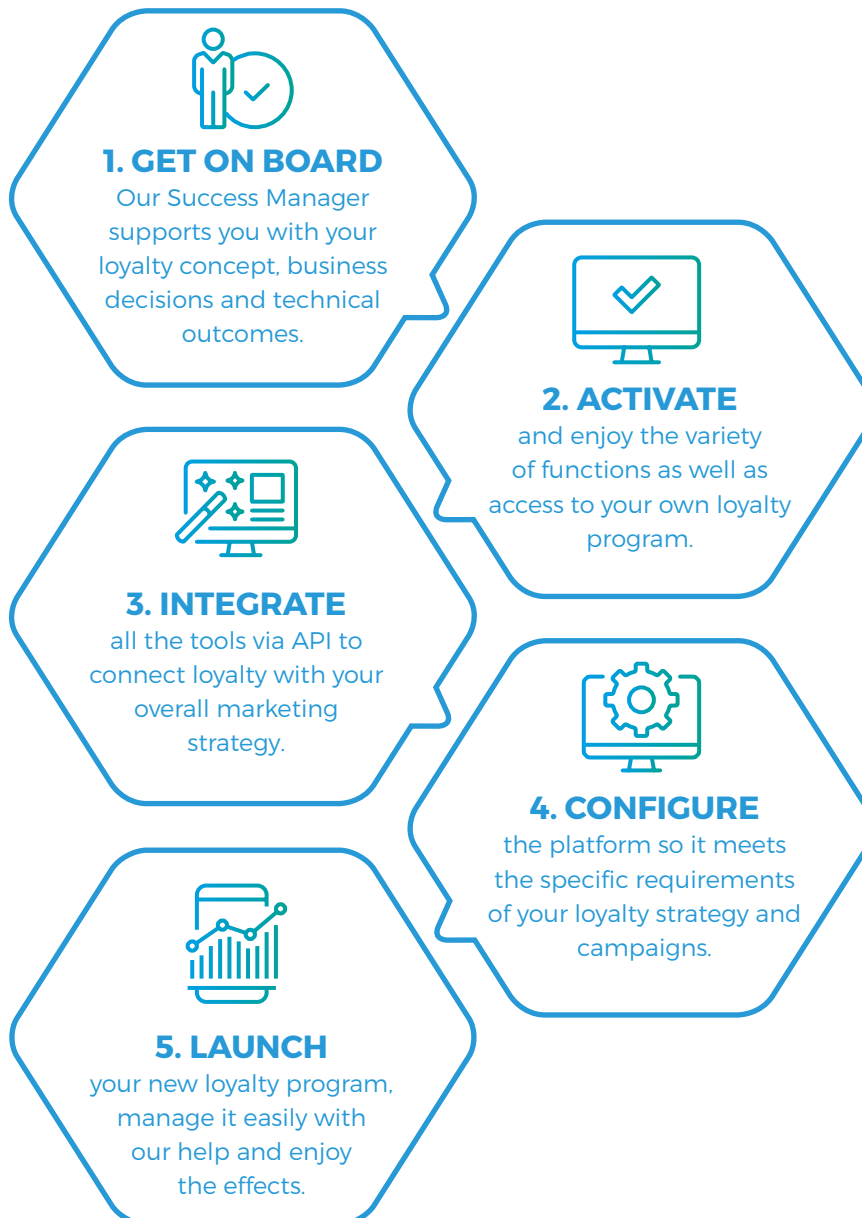 1. GET ON BOARD
Our Success Manager
supports you with your
loyalty concept, business
decisions and technical
outcomes.
2. ACTIVATE
and enjoy the variety
of functions as well as
access to your own loyalty
program.
3. INTEGRATE
all the tools via API to
connect loyalty with your
overall marketing
strategy.
4. CONFIGURE
the platform so it meets
the specific requirements
of your loyalty strategy and
campaigns.
5. LAUNCH
your new loyalty program,
manage it easily with
our help and enjoy
the effects.